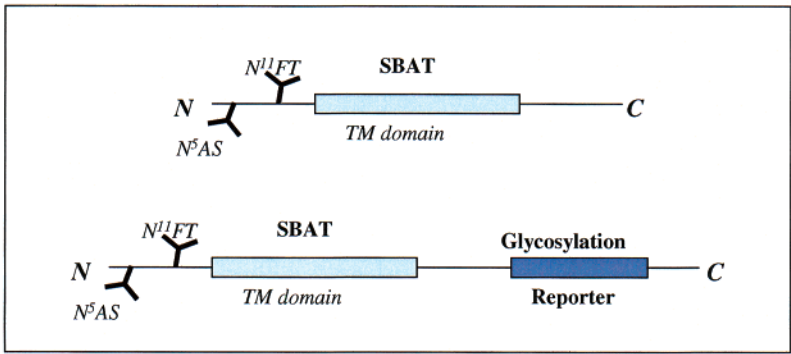 SBAT
N¹¹FT
N
C
TM domain
N⁵AS
SBAT
N¹¹FT
Glycosylation
N
C
TM domain
Reporter
N⁵AS